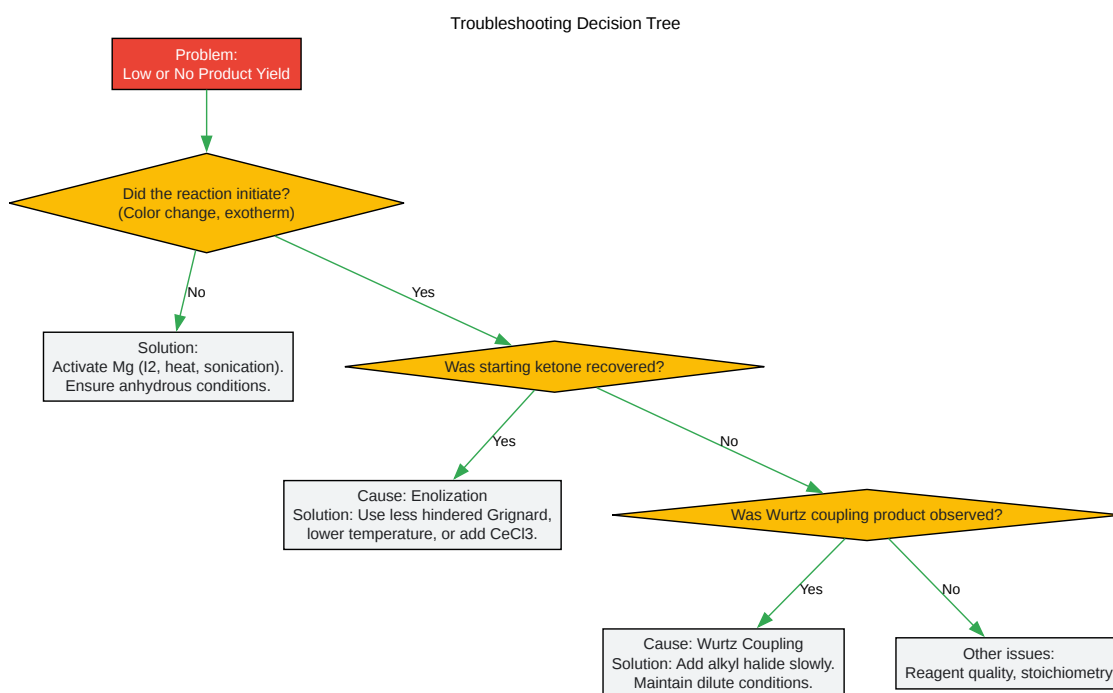 Troubleshooting Decision Tree
Problem:
Low or No Product Yield
Did the reaction initiate?
(Color change, exotherm)
No
Yes
Solution:
Activate Mg (I2, heat, sonication).
Ensure anhydrous conditions.
Was starting ketone recovered?
Yes
No
Cause: Enolization
Solution: Use less hindered Grignard,
lower temperature, or add CeCl3.
Was Wurtz coupling product observed?
Yes
No
Cause: Wurtz Coupling
Solution: Add alkyl halide slowly.
Maintain dilute conditions.
Other issues:
Reagent quality, stoichiometry